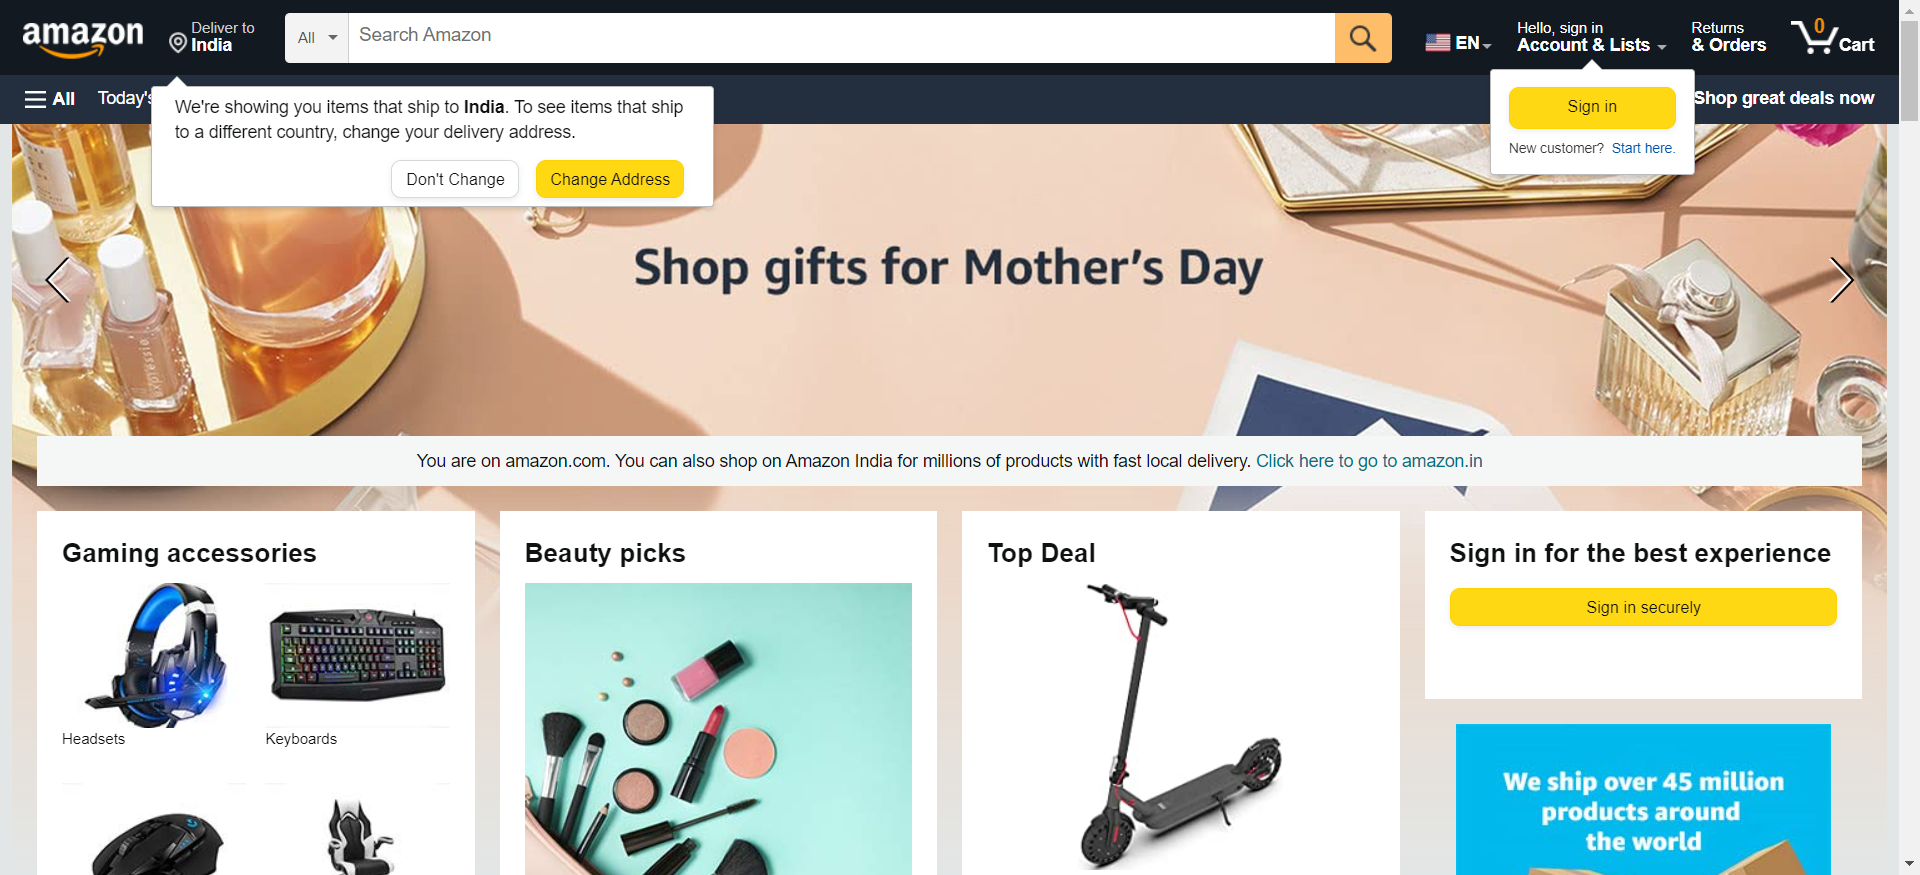 amazon
Deliver to
India
All
Search Amazon
EN
Hello, sign in
Account & Lists
Returns
& Orders
0
Cart
All
Today's
Shop great deals now
We're showing you items that ship to India. To see items that ship
to a different country, change your delivery address.
Don't Change
Change Address
Sign in
New customer? Start here.
Shop gifts for Mother's Day
expressie
You are on amazon.com. You can also shop on Amazon India for millions of products with fast local delivery. Click here to go to amazon.in
Gaming accessories
Headsets
Keyboards
Beauty picks
Top Deal
Sign in for the best experience
Sign in securely
We ship over 45 million
products around
the world